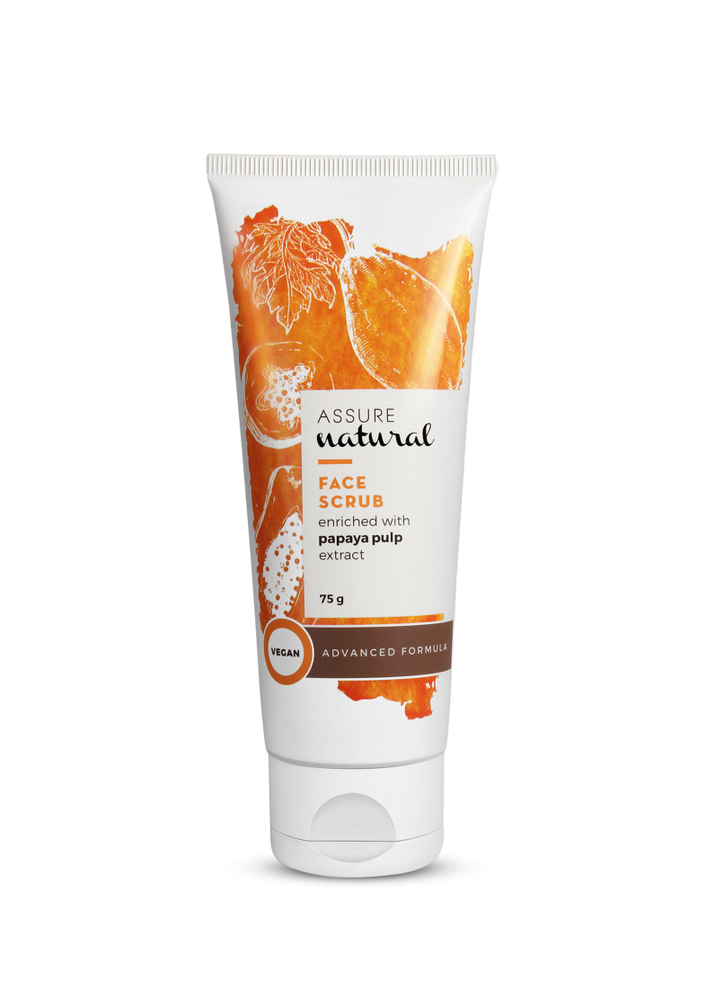 ASSURE
natural
FACE
SCRUB
enriched with
papaya pulp
extract
75 g
VEGAN
ADVANCED FORMULA